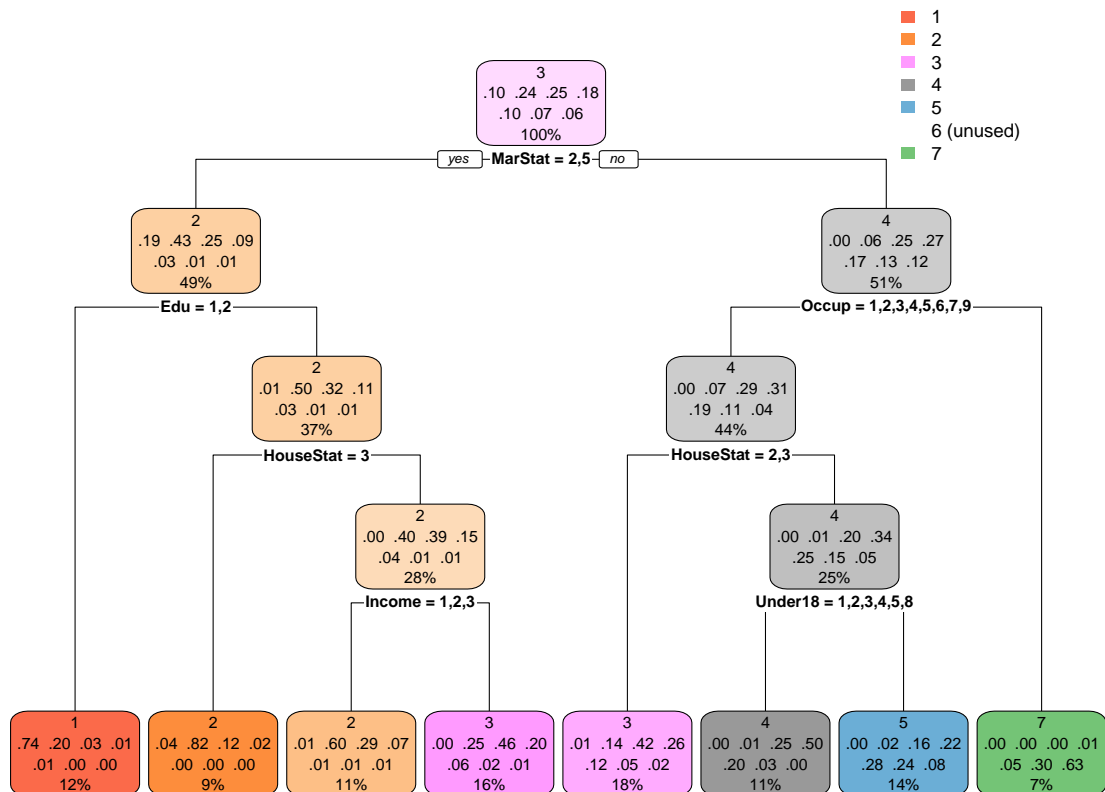 1
2
3
4
5
6 (unused)
7
3
.10 .24 .25 .18
.10 .07 .06
100%
yes MarStat = 2,5 no
2
.19 .43 .25 .09
.03 .01 .01
49%
Edu = 1,2
4
.00 .06 .25 .27
.17 .13 .12
51%
Occup = 1,2,3,4,5,6,7,9
2
.01 .50 .32 .11
.03 .01 .01
37%
HouseStat = 3
4
.00 .07 .29 .31
.19 .11 .04
44%
HouseStat = 2,3
2
.00 .40 .39 .15
.04 .01 .01
28%
Income = 1,2,3
4
.00 .01 .20 .34
.25 .15 .05
25%
Under18 = 1,2,3,4,5,8
1
.74 .20 .03 .01
.01 .00 .00
12%
2
.04 .82 .12 .02
.00 .00 .00
9%
2
.01 .60 .29 .07
.01 .01 .01
11%
3
.00 .25 .46 .20
.06 .02 .01
16%
3
.01 .14 .42 .26
.12 .05 .02
18%
4
.00 .01 .25 .50
.20 .03 .00
11%
5
.00 .02 .16 .22
.28 .24 .08
14%
7
.00 .00 .00 .01
.05 .30 .63
7%